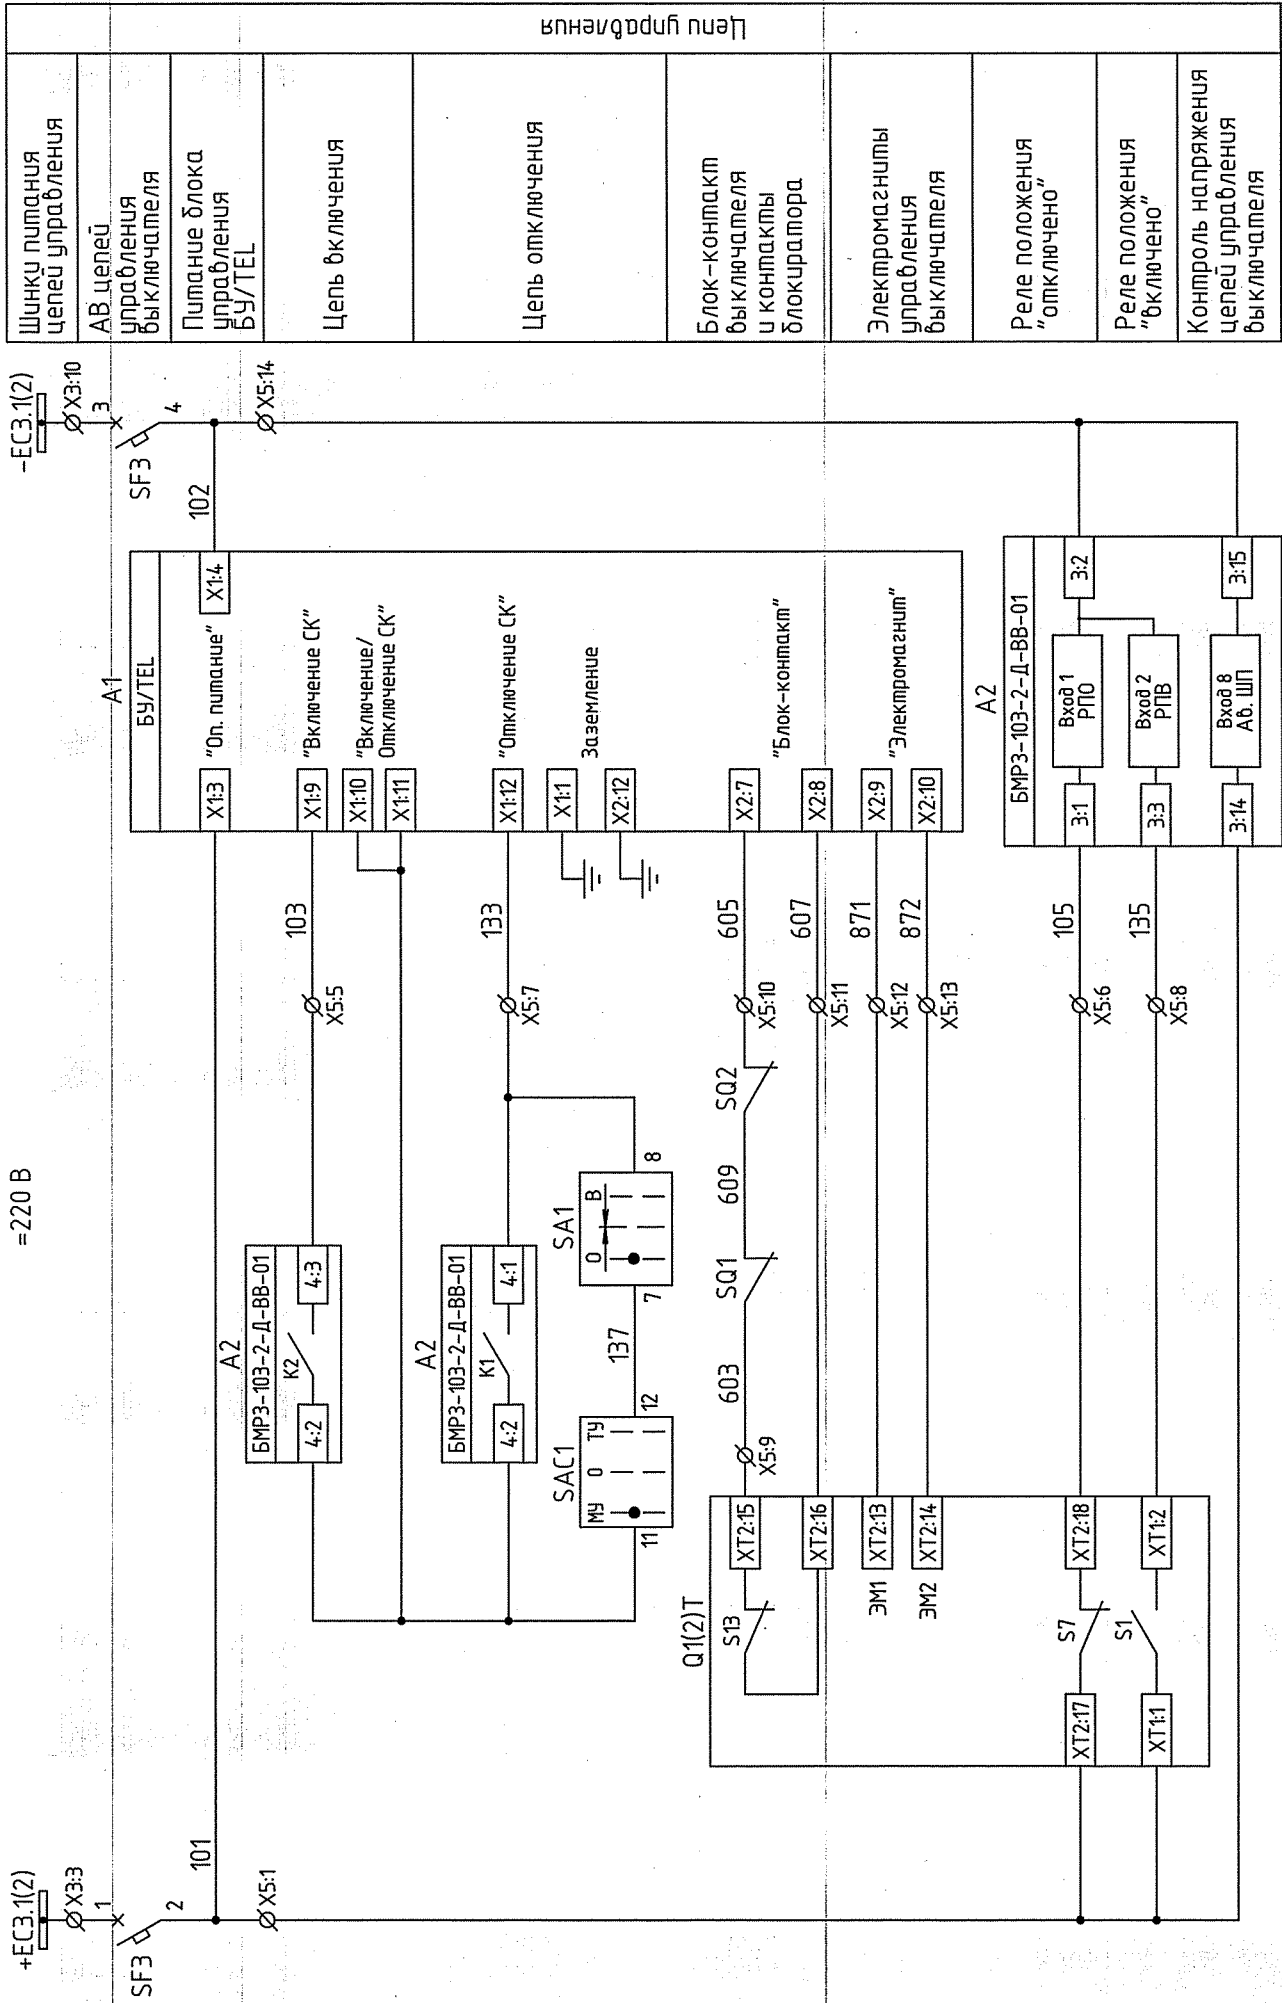 =220 В
+ЕС3.1(2)
X3:3
1
SF3
2
101
X5:1
-ЕС3.1(2)
X3:10
3
SF3
4
102
X5:14
A1
БУ/TEL
X1:3
"Оп. питание"
X1:4
A2
БМРЗ-103-2-Д-ВВ-01
4:2
K2
4:3
X5:5
103
X1:9
"Включение СК"
X1:10
"Включение/
Отключение СК"
X1:11
A2
БМРЗ-103-2-Д-ВВ-01
4:2
K1
4:1
X5:7
133
X1:12
"Отключение СК"
SAC1
МУ
О
ТУ
11
12
137
SA1
О
В
7
8
X1:1
Заземление
X2:12
Q1(2)T
S13
XT2:15
X5:9
603
SQ1
609
SQ2
X5:10
605
X2:7
"Блок-контакт"
XT2:16
X5:11
607
X2:8
ЭМ1
XT2:13
X5:12
871
X2:9
"Электромагнит"
ЭМ2
XT2:14
X5:13
872
X2:10
A2
БМРЗ-103-2-Д-ВВ-01
XT2:17
S7
XT2:18
X5:6
105
3:1
Вход 1
РПО
3:2
XT1:1
S1
XT1:2
X5:8
135
3:3
Вход 2
РПВ
3:14
Вход 8
Ав. ШП
3:15
Цепи управления
Шинки питания
цепей управления
АВ цепей
управления
выключателя
Питание блока
управления
БУ/TEL
Цепь включения
Цепь отключения
Блок-контакт
выключателя
и контакты
блокиратора
Электромагниты
управления
выключателя
Реле положения
"отключено"
Реле положения
"включено"
Контроль напряжения
цепей управления
выключателя